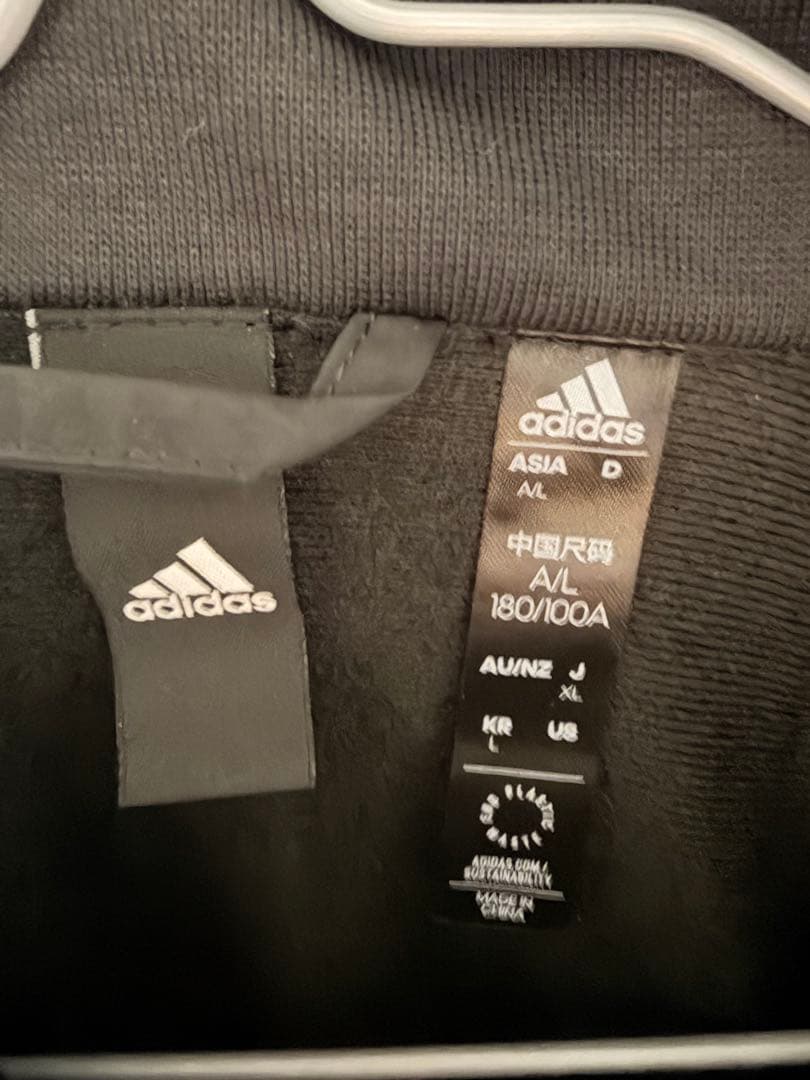 adidas
adidas
ASIA D
A/L
中国尺码
A/L
180/100A
AU/NZ J
XL
KR US
L
END PLASTIC WASTE
ADIDAS.COM/
SUSTAINABILITY
MADE IN
CHINA